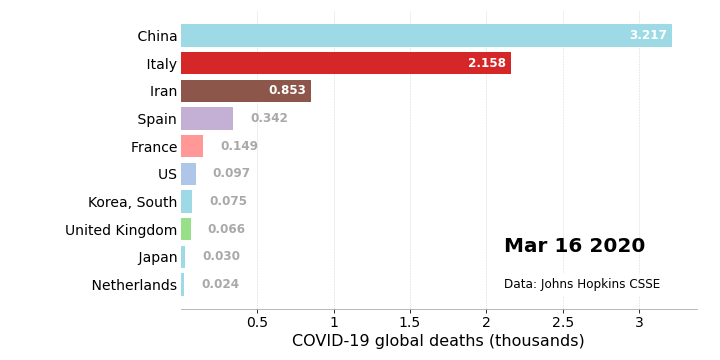 China 3.217
Italy 2.158
Iran 0.853
Spain 0.342
France 0.149
US 0.097
Korea, South 0.075
United Kingdom 0.066
Japan 0.030
Netherlands 0.024
Mar 16 2020
Data: Johns Hopkins CSSE
0.5 1 1.5 2 2.5 3
COVID-19 global deaths (thousands)